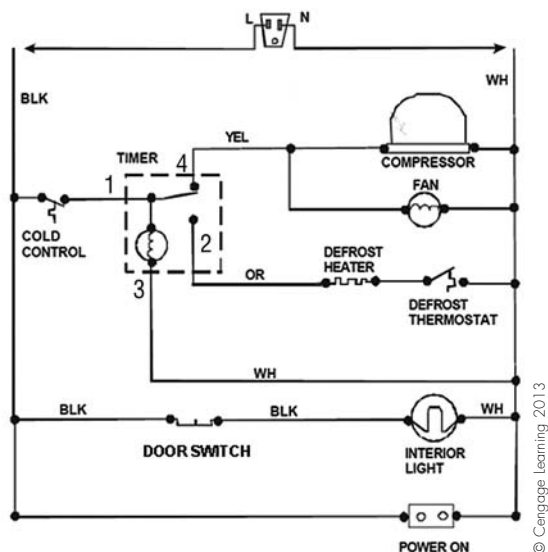 L N
BLK
WH
TIMER
4
YEL
COMPRESSOR
FAN
1
COLD
CONTROL
2
DEFROST
HEATER
3
OR
DEFROST
THERMOSTAT
WH
BLK
BLK
WH
DOOR SWITCH
INTERIOR
LIGHT
POWER ON
© Cengage Learning 2013